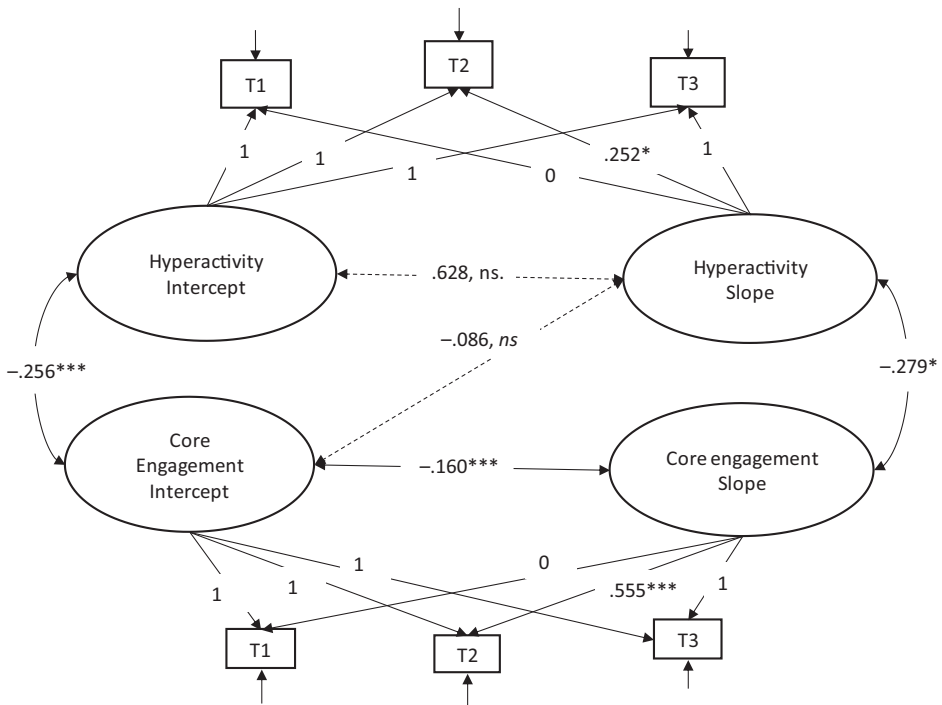 T1
T2
T3
1
1
1
0
.252*
1
Hyperactivity
Intercept
.628, ns.
Hyperactivity
Slope
–.086, ns
–.256***
–.279*
Core
Engagement
Intercept
–.160***
Core engagement
Slope
1
1
1
0
.555***
1
T1
T2
T3